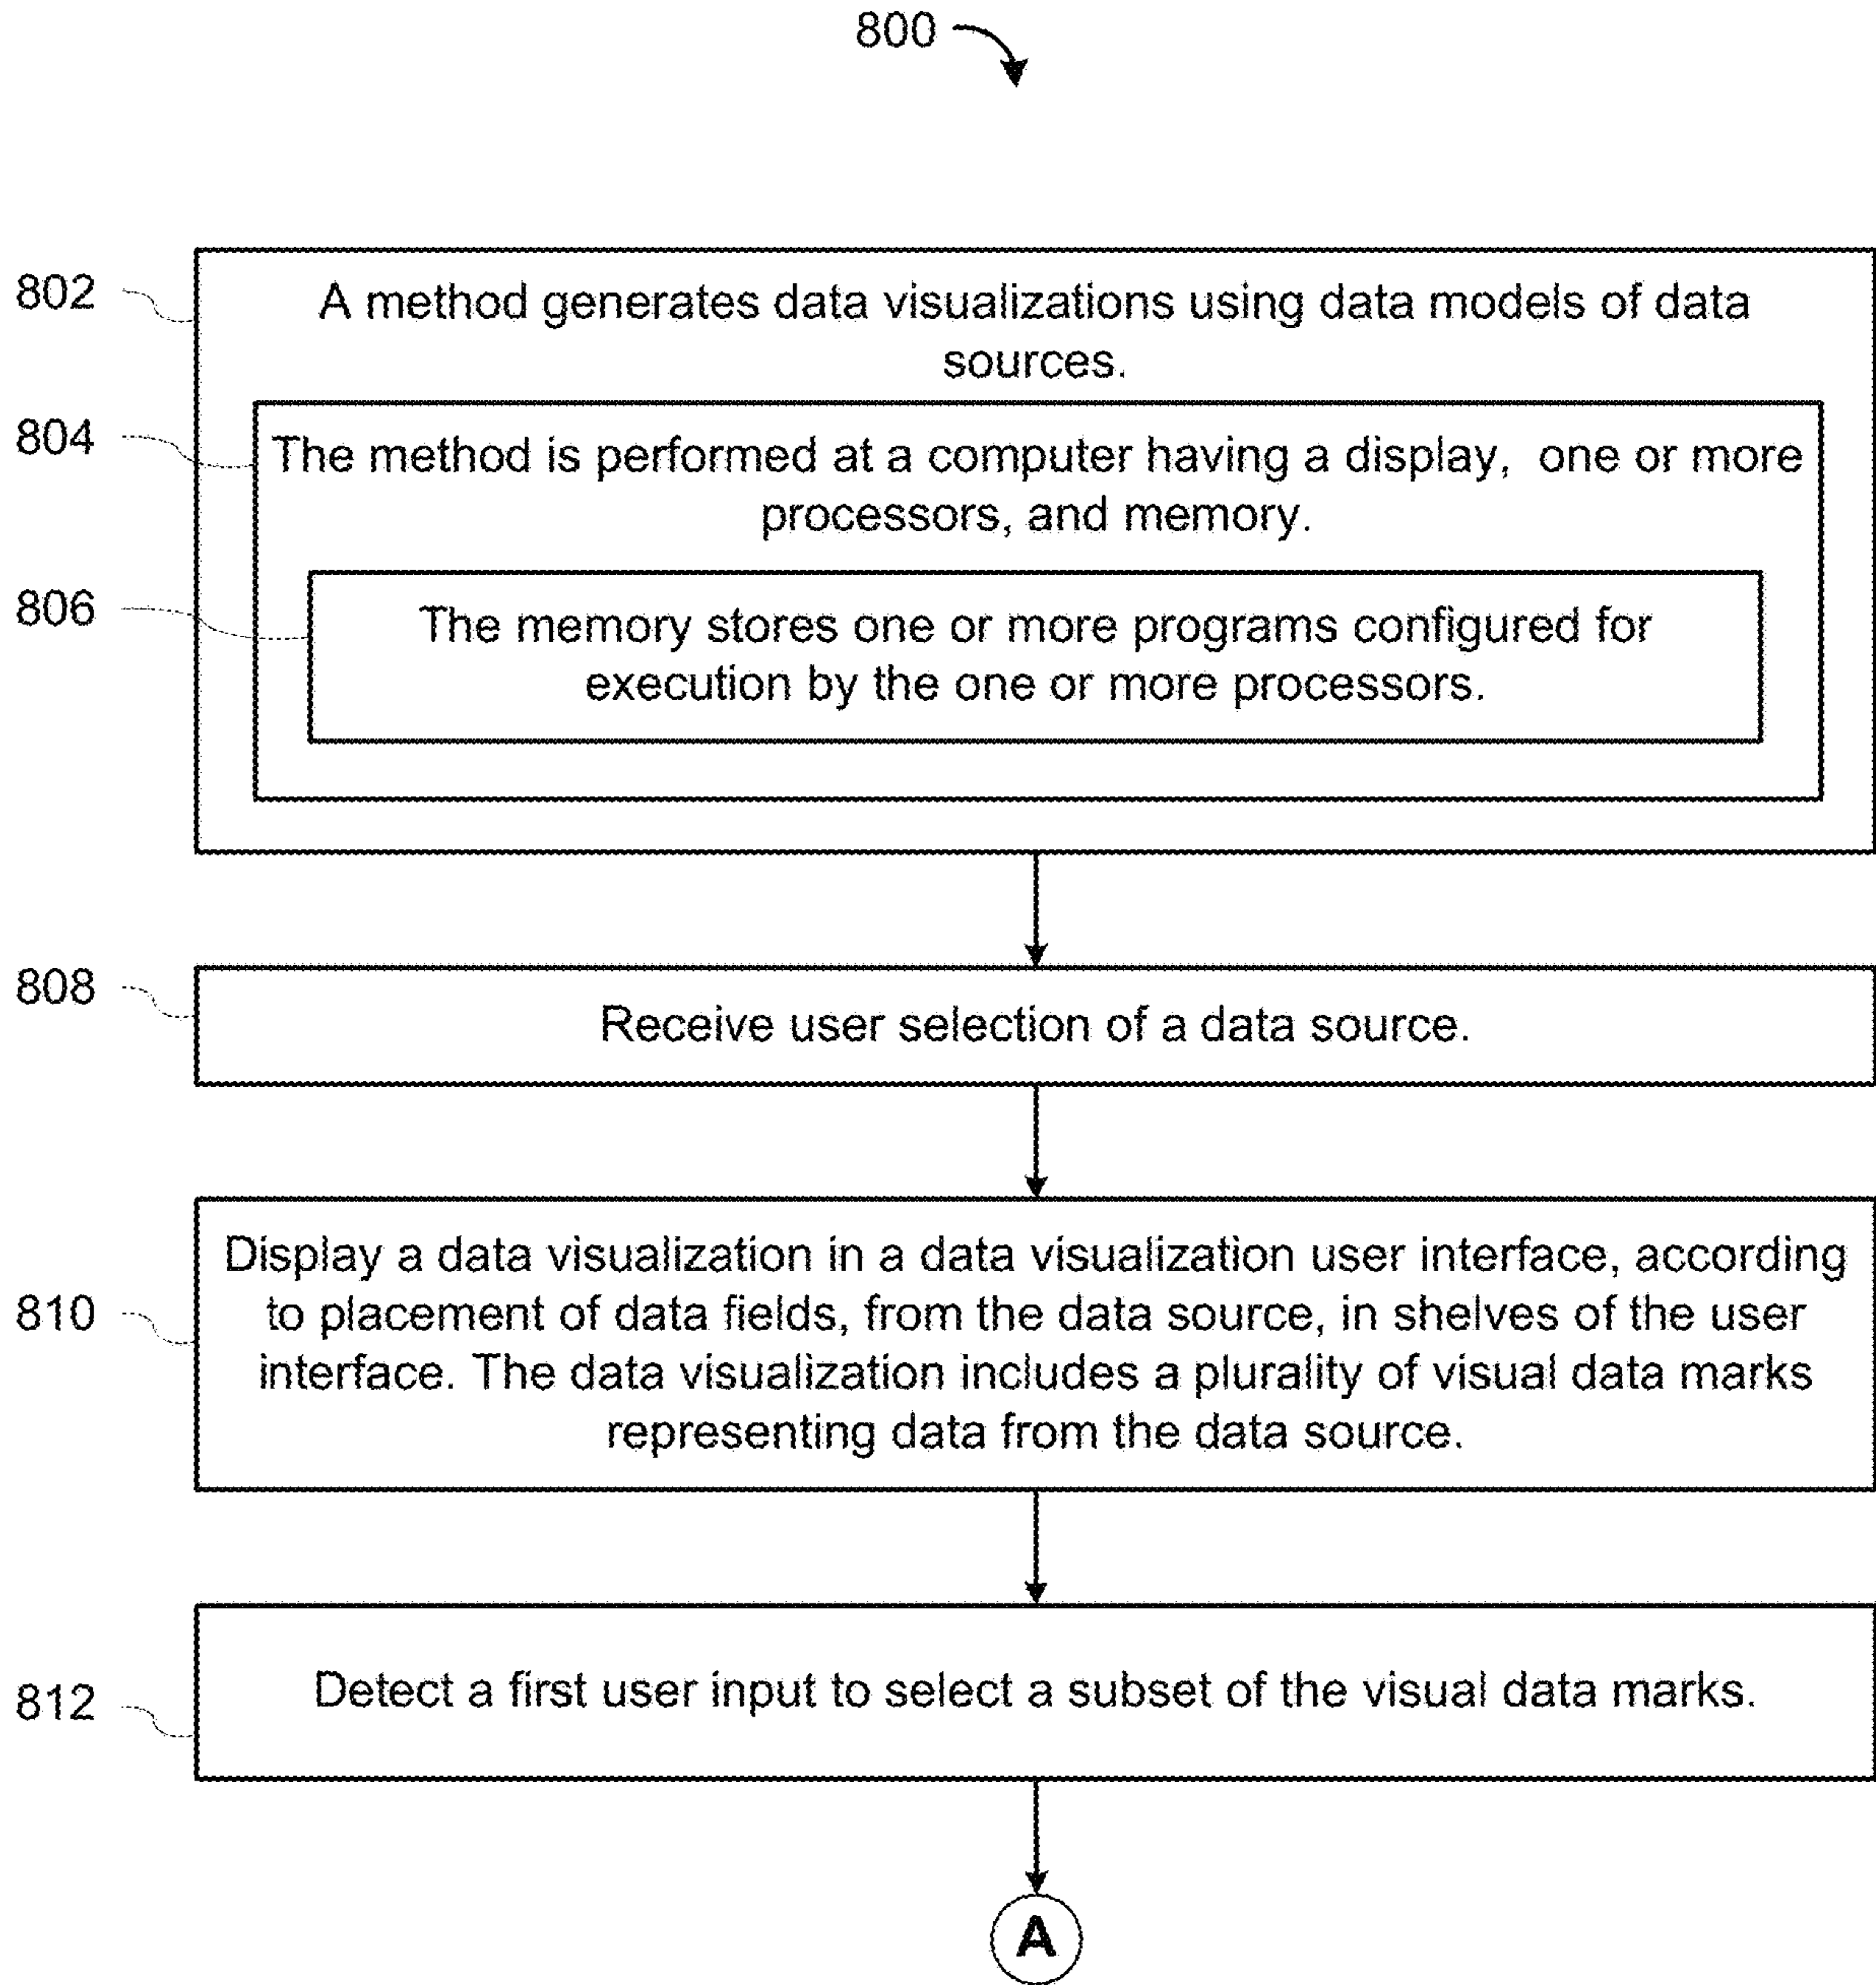 800
802
A method generates data visualizations using data models of data
sources.
804
The method is performed at a computer having a display, one or more
processors, and memory.
806
The memory stores one or more programs configured for
execution by the one or more processors.
808
Receive user selection of a data source.
810
Display a data visualization in a data visualization user interface, according
to placement of data fields, from the data source, in shelves of the user
interface. The data visualization includes a plurality of visual data marks
representing data from the data source.
812
Detect a first user input to select a subset of the visual data marks.
A